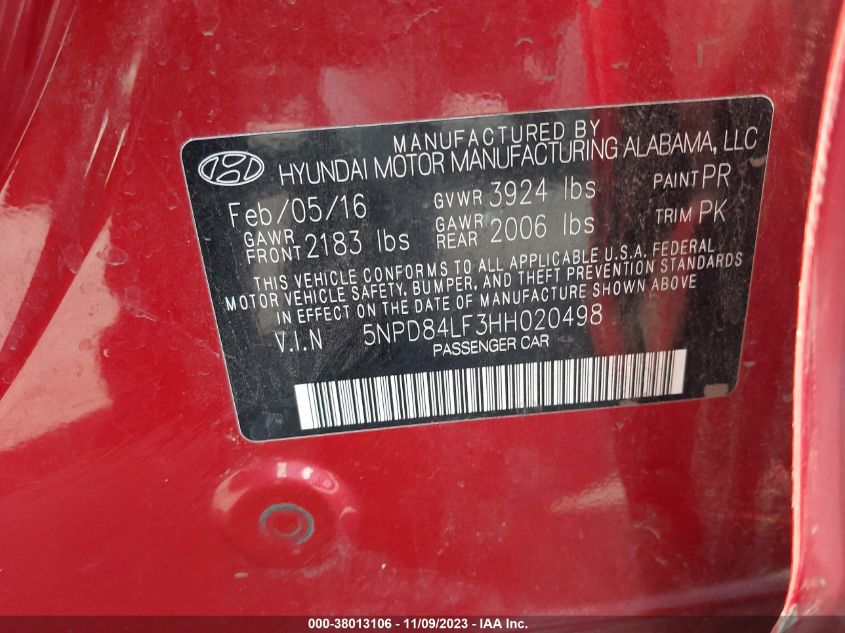 MANUFACTURED BY
HYUNDAI MOTOR MANUFACTURING ALABAMA, LLC
Feb/05/16 GVWR 3924 lbs PAINT PR
GAWR FRONT 2183 lbs GAWR REAR 2006 lbs TRIM PK
THIS VEHICLE CONFORMS TO ALL APPLICABLE U.S.A. FEDERAL
MOTOR VEHICLE SAFETY, BUMPER, AND THEFT PREVENTION STANDARDS
IN EFFECT ON THE DATE OF MANUFACTURE SHOWN ABOVE
V.I.N 5NPD84LF3HH020498
PASSENGER CAR
000-38013106 - 11/09/2023 - IAA Inc.